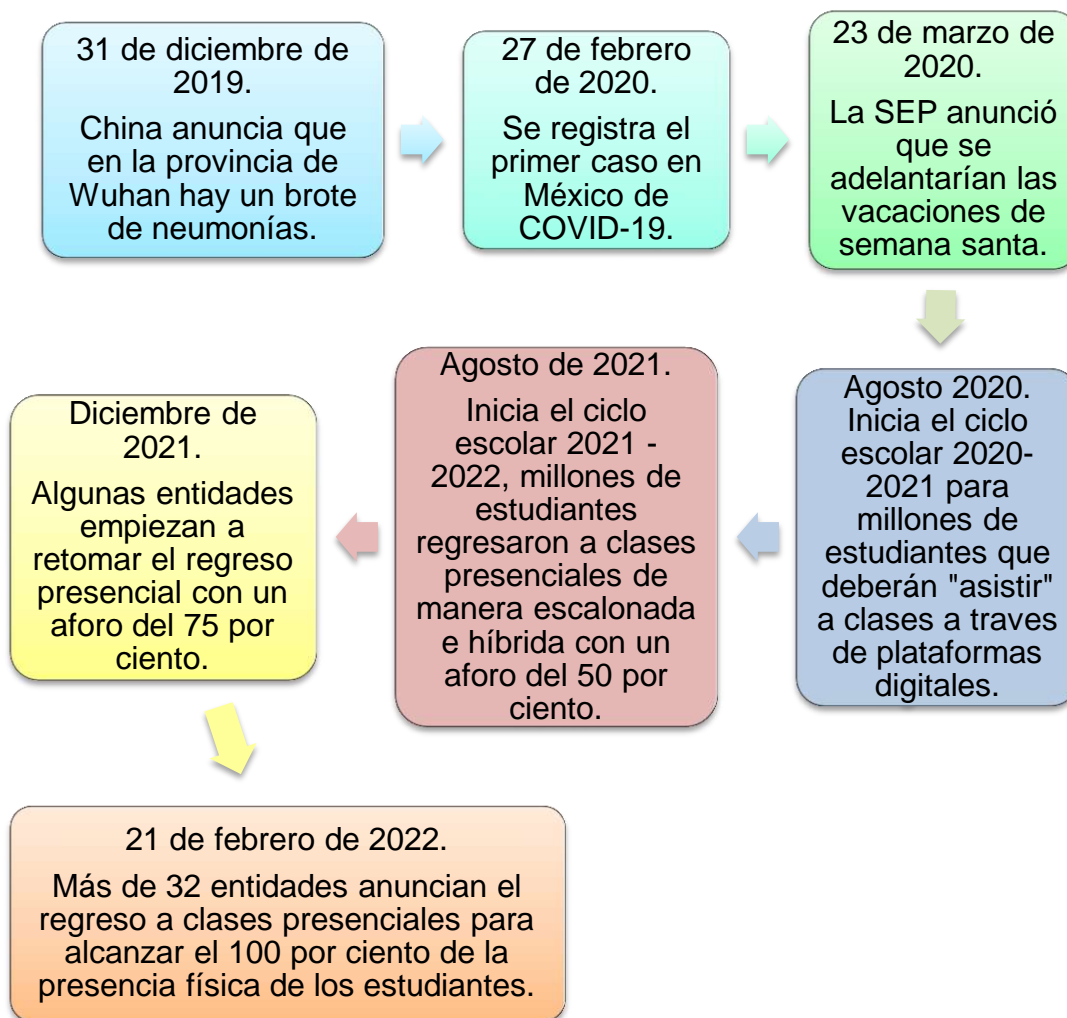 31 de diciembre de
2019.
China anuncia que
en la provincia de
Wuhan hay un brote
de neumonías.
27 de febrero
de 2020.
Se registra el
primer caso en
México de
COVID-19.
23 de marzo de
2020.
La SEP anunció
que se
adelantarían las
vacaciones de
semana santa.
Agosto 2020.
Inicia el ciclo
escolar 2020-
2021 para
millones de
estudiantes que
deberán "asistir"
a clases a traves
de plataformas
digitales.
Agosto de 2021.
Inicia el ciclo
escolar 2021 -
2022, millones de
estudiantes
regresaron a clases
presenciales de
manera escalonada
e híbrida con un
aforo del 50 por
ciento.
Diciembre de
2021.
Algunas entidades
empiezan a
retomar el regreso
presencial con un
aforo del 75 por
ciento.
21 de febrero de 2022.
Más de 32 entidades anuncian el
regreso a clases presenciales para
alcanzar el 100 por ciento de la
presencia física de los estudiantes.